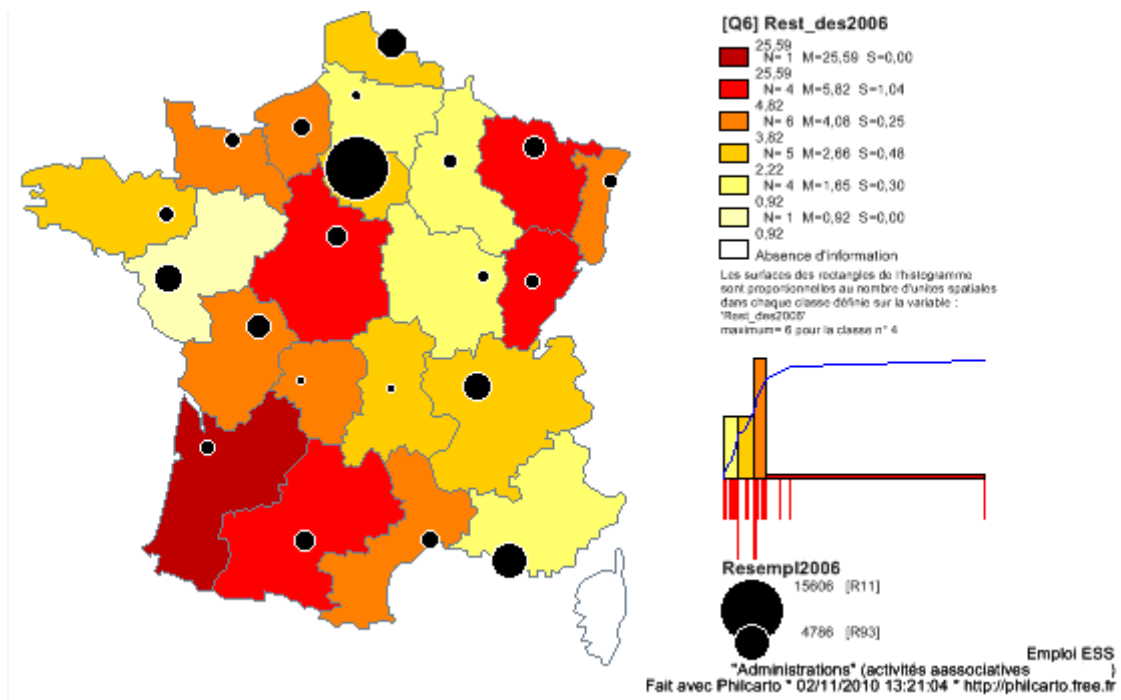 [Q6] Rest_des2006
25,59
N= 1 M=25,59 S=0,00
25,59
N= 4 M=5,82 S=1,04
4,82
N= 6 M=4,08 S=0,25
3,82
N= 5 M=2,66 S=0,48
2,22
N= 4 M=1,65 S=0,30
0,92
N= 1 M=0,92 S=0,00
0,92
Absence d'information
Les surfaces des rectangles de l'histogramme
sont proportionnelles au nombre d'unites spatiales
dans chaque classe définie sur la variable :
'Rest_des2006'
maximum= 6 pour la classe n° 4
Resempl2006
15606 [R11]
4786 [R93]
Emploi ESS
"Administrations" (activités aassociatives )
Fait avec Philcarto * 02/11/2010 13:21:04 * http://philcarto.free.fr